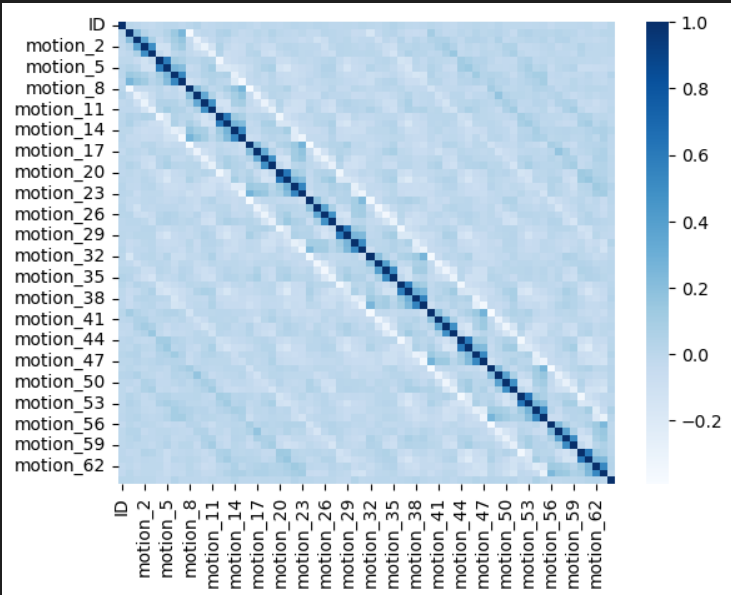 ID
motion_2
motion_5
motion_8
motion_11
motion_14
motion_17
motion_20
motion_23
motion_26
motion_29
motion_32
motion_35
motion_38
motion_41
motion_44
motion_47
motion_50
motion_53
motion_56
motion_59
motion_62
ID
motion_2
motion_5
motion_8
motion_11
motion_14
motion_17
motion_20
motion_23
motion_26
motion_29
motion_32
motion_35
motion_38
motion_41
motion_44
motion_47
motion_50
motion_53
motion_56
motion_59
motion_62
1.0
0.8
0.6
0.4
0.2
0.0
−0.2